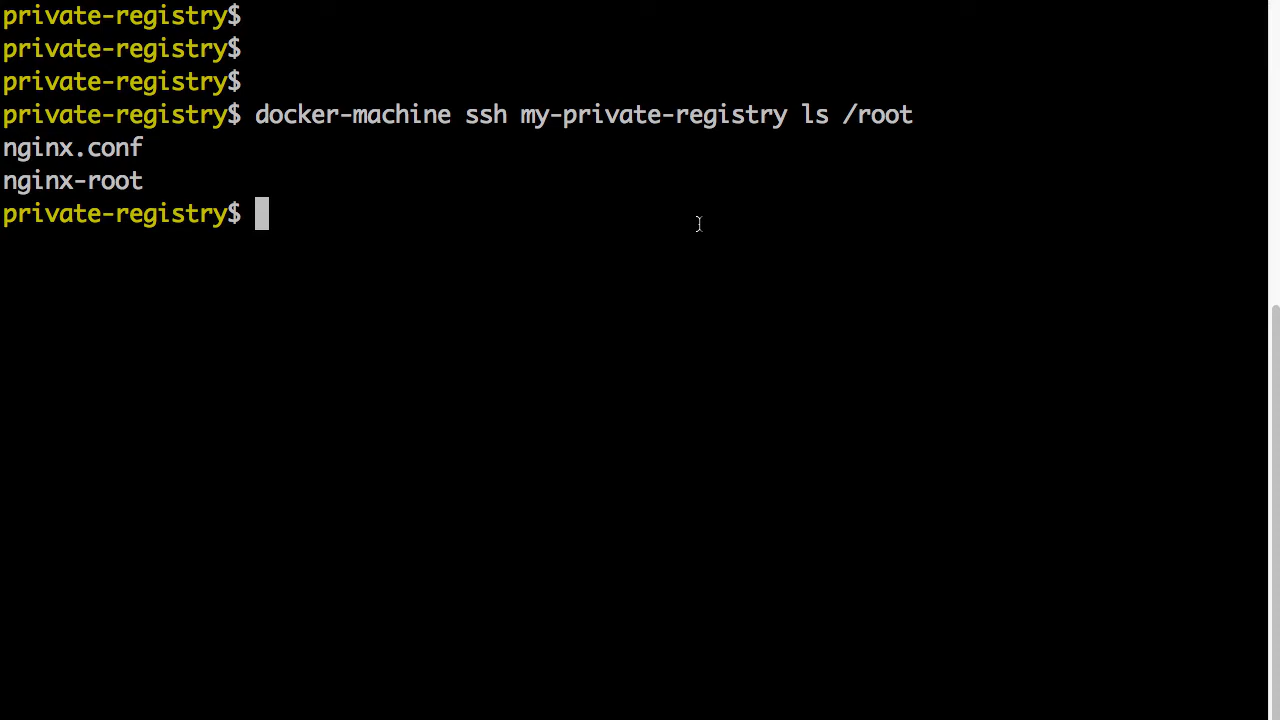 private-registry$
private-registry$
private-registry$
private-registry$ docker-machine ssh my-private-registry ls /root
nginx.conf
nginx-root
private-registry$